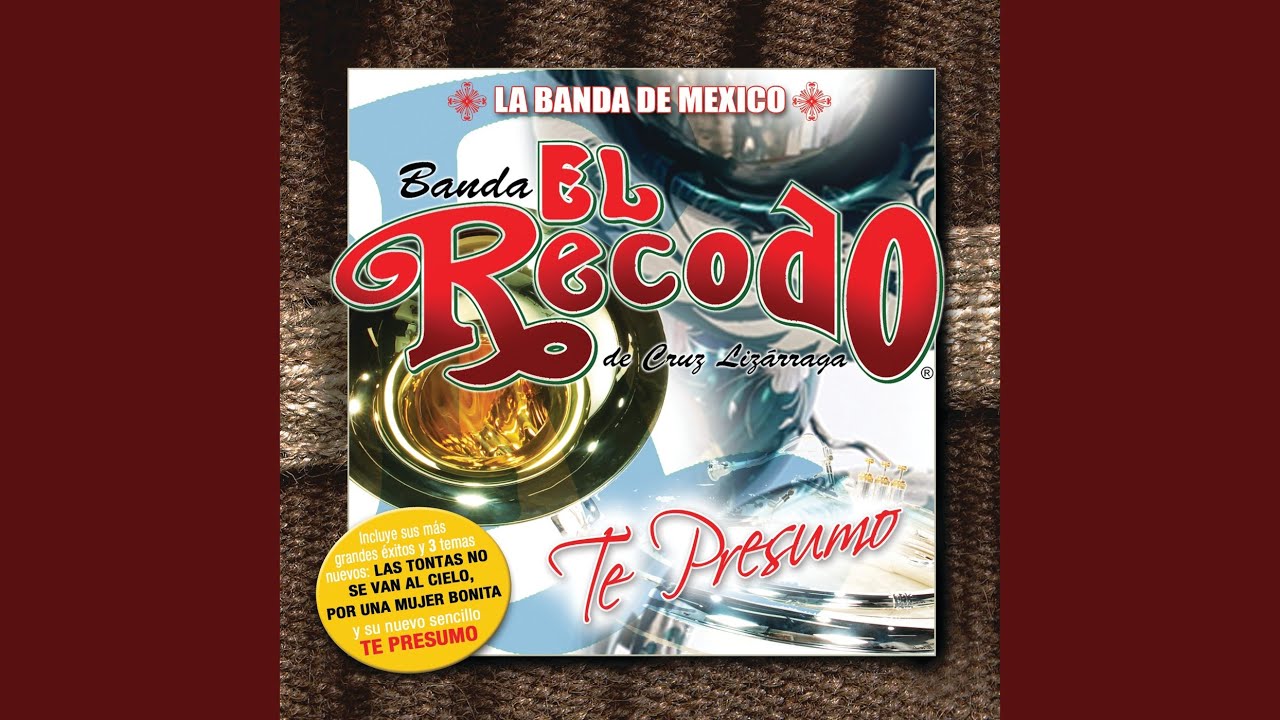 LA BANDA DE MEXICO
Banda EL
Recodo
de Cruz Lizárraga
®
Te Presumo
Incluye sus más
grandes éxitos y 3 temas
nuevos: LAS TONTAS NO
SE VAN AL CIELO,
POR UNA MUJER BONITA
y su nuevo sencillo
TE PRESUMO